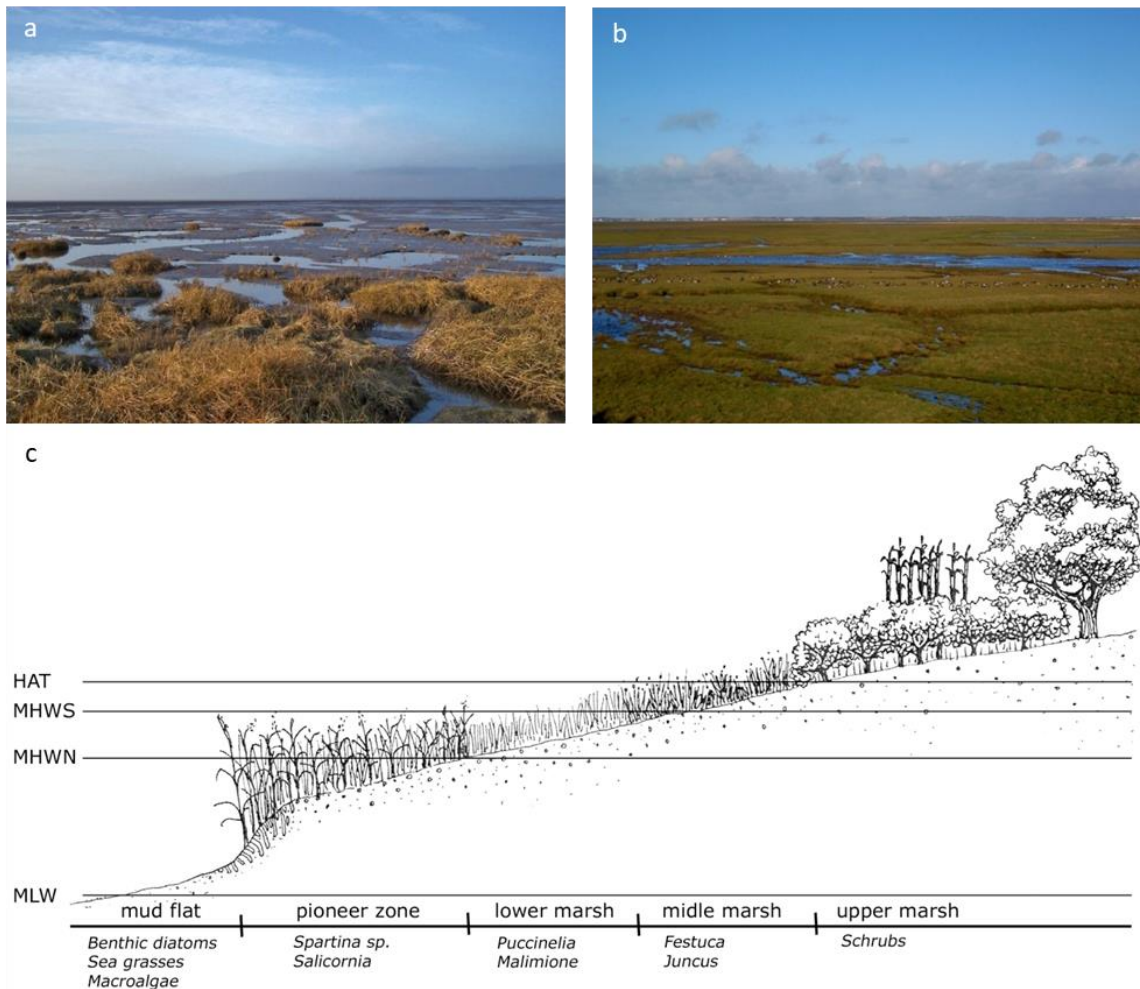 a
b
c
HAT
MHWS
MHWN
MLW
mud flat
pioneer zone
lower marsh
midle marsh
upper marsh
Benthic diatoms
Sea grasses
Macroalgae
Spartina sp.
Salicornia
Puccinelia
Malimione
Festuca
Juncus
Schrubs